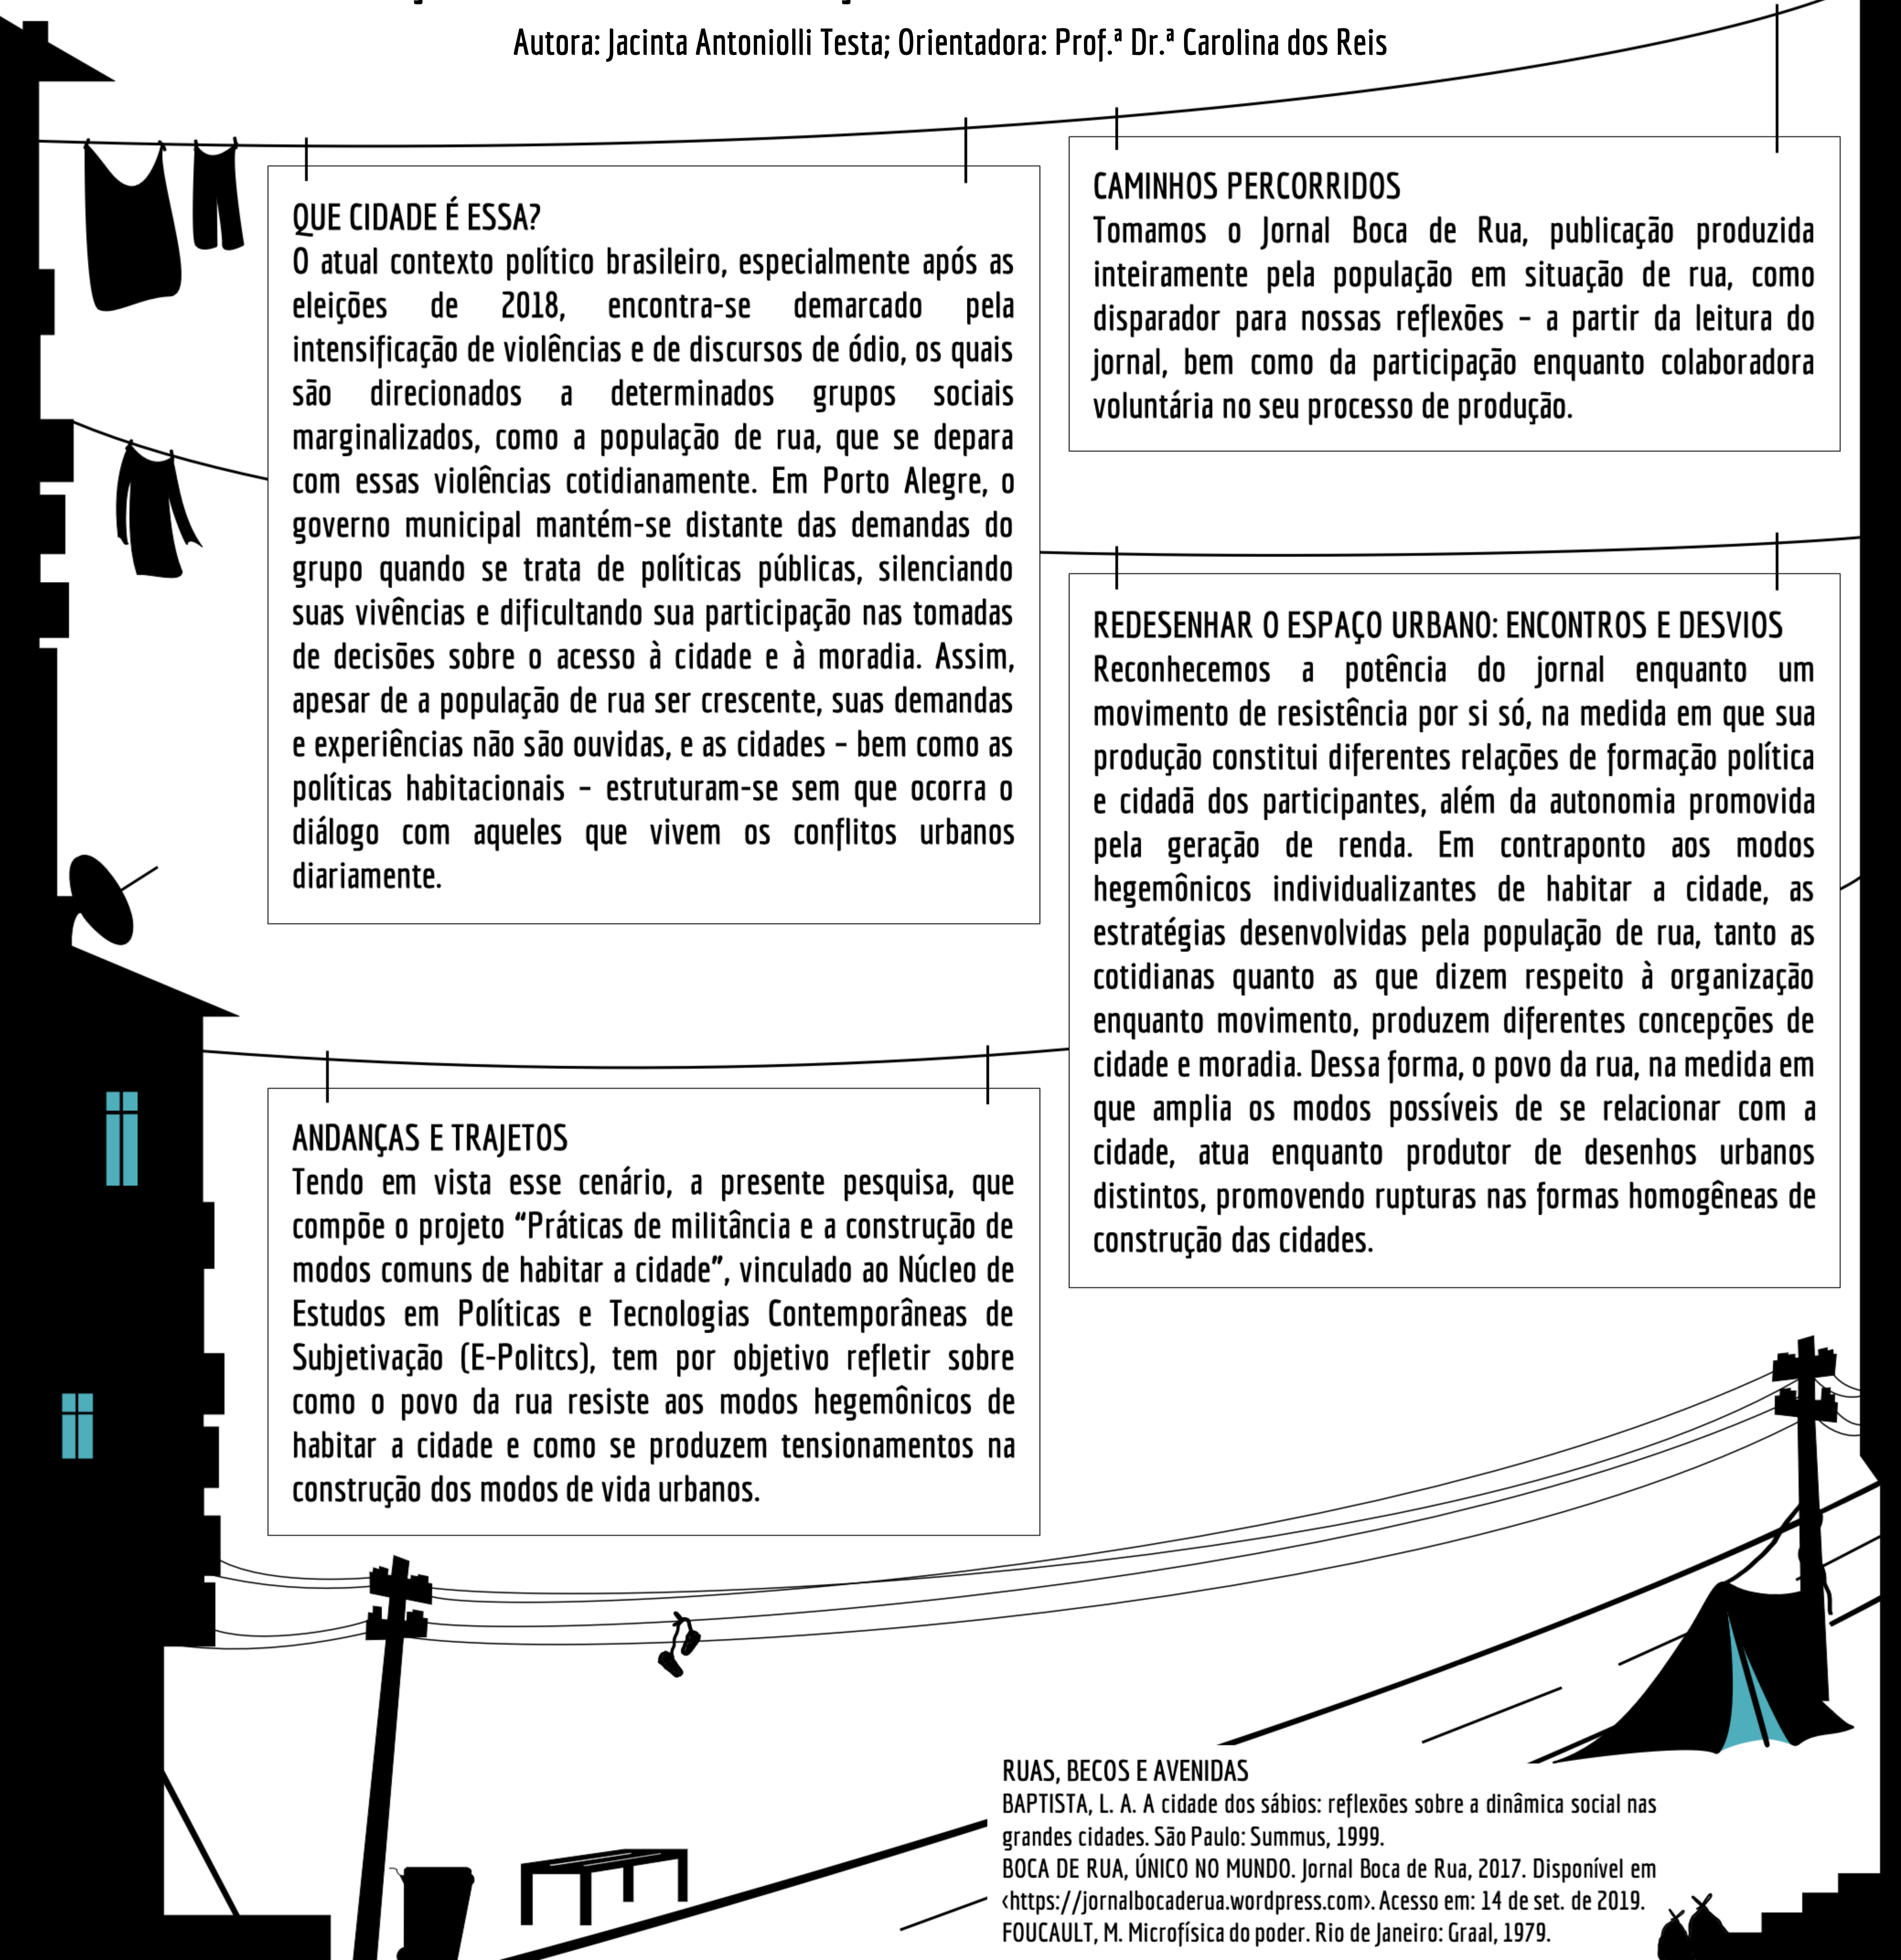 Autora: Jacinta Antoniolli Testa; Orientadora: Prof.ª Dr.ª Carolina dos Reis
QUE CIDADE É ESSA?
O atual contexto político brasileiro, especialmente após as
eleições de 2018, encontra-se demarcado pela
intensificação de violências e de discursos de ódio, os quais
são direcionados a determinados grupos sociais
marginalizados, como a população de rua, que se depara
com essas violências cotidianamente. Em Porto Alegre, o
governo municipal mantém-se distante das demandas do
grupo quando se trata de políticas públicas, silenciando
suas vivências e dificultando sua participação nas tomadas
de decisões sobre o acesso à cidade e à moradia. Assim,
apesar de a população de rua ser crescente, suas demandas
e experiências não são ouvidas, e as cidades – bem como as
políticas habitacionais – estruturam-se sem que ocorra o
diálogo com aqueles que vivem os conflitos urbanos
diariamente.
ANDANÇAS E TRAJETOS
Tendo em vista esse cenário, a presente pesquisa, que
compõe o projeto “Práticas de militância e a construção de
modos comuns de habitar a cidade”, vinculado ao Núcleo de
Estudos em Políticas e Tecnologias Contemporâneas de
Subjetivação (E-Politcs), tem por objetivo refletir sobre
como o povo da rua resiste aos modos hegemônicos de
habitar a cidade e como se produzem tensionamentos na
construção dos modos de vida urbanos.
CAMINHOS PERCORRIDOS
Tomamos o Jornal Boca de Rua, publicação produzida
inteiramente pela população em situação de rua, como
disparador para nossas reflexões – a partir da leitura do
jornal, bem como da participação enquanto colaboradora
voluntária no seu processo de produção.
REDESENHAR O ESPAÇO URBANO: ENCONTROS E DESVIOS
Reconhecemos a potência do jornal enquanto um
movimento de resistência por si só, na medida em que sua
produção constitui diferentes relações de formação política
e cidadã dos participantes, além da autonomia promovida
pela geração de renda. Em contraponto aos modos
hegemônicos individualizantes de habitar a cidade, as
estratégias desenvolvidas pela população de rua, tanto as
cotidianas quanto as que dizem respeito à organização
enquanto movimento, produzem diferentes concepções de
cidade e moradia. Dessa forma, o povo da rua, na medida em
que amplia os modos possíveis de se relacionar com a
cidade, atua enquanto produtor de desenhos urbanos
distintos, promovendo rupturas nas formas homogêneas de
construção das cidades.
RUAS, BECOS E AVENIDAS
BAPTISTA, L. A. A cidade dos sábios: reflexões sobre a dinâmica social nas
grandes cidades. São Paulo: Summus, 1999.
BOCA DE RUA, ÚNICO NO MUNDO. Jornal Boca de Rua, 2017. Disponível em
<https://jornalbocaderua.wordpress.com>. Acesso em: 14 de set. de 2019.
FOUCAULT, M. Microfísica do poder. Rio de Janeiro: Graal, 1979.